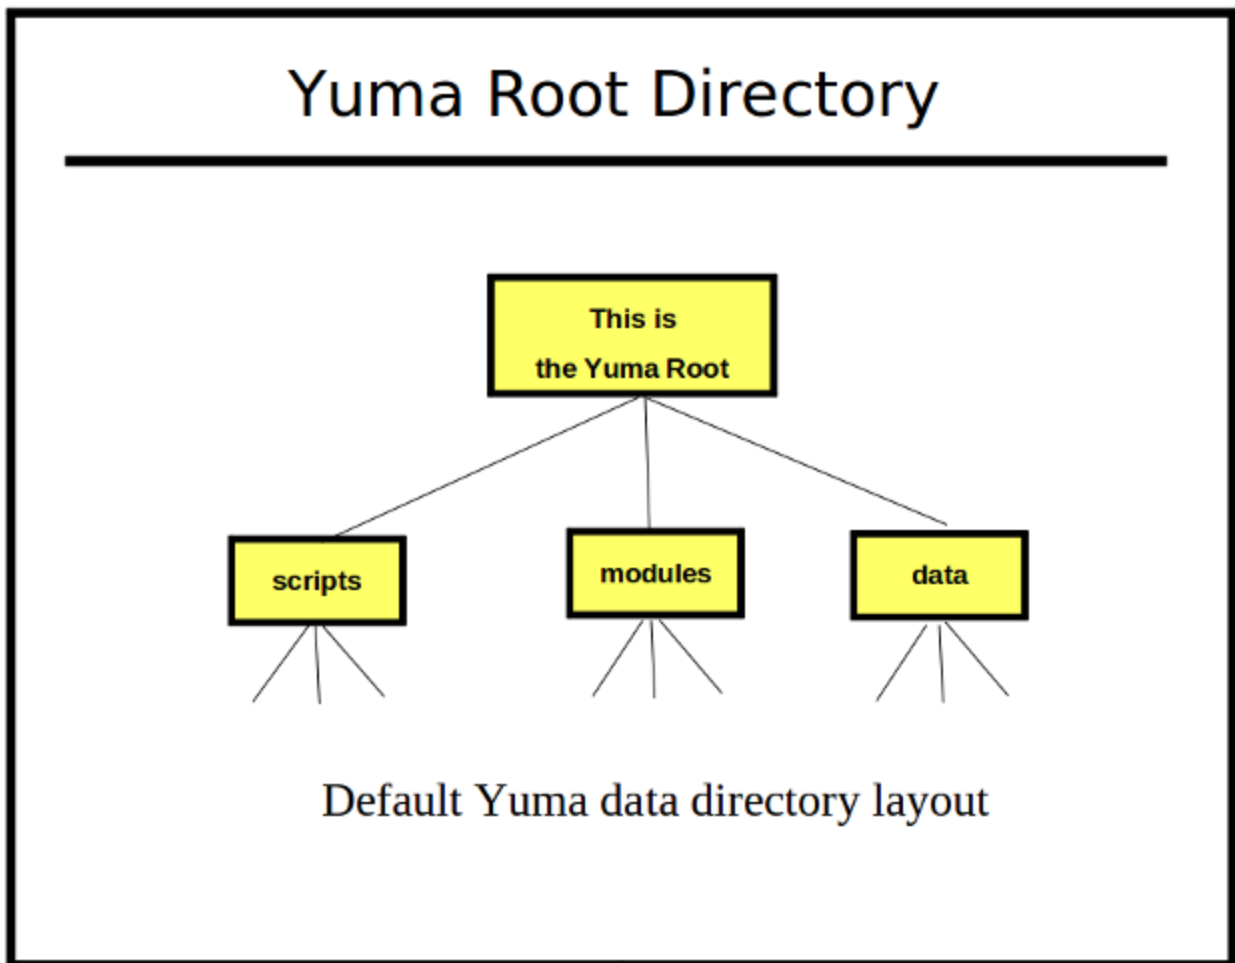 Yuma Root Directory
This is
the Yuma Root
scripts
modules
data
Default Yuma data directory layout